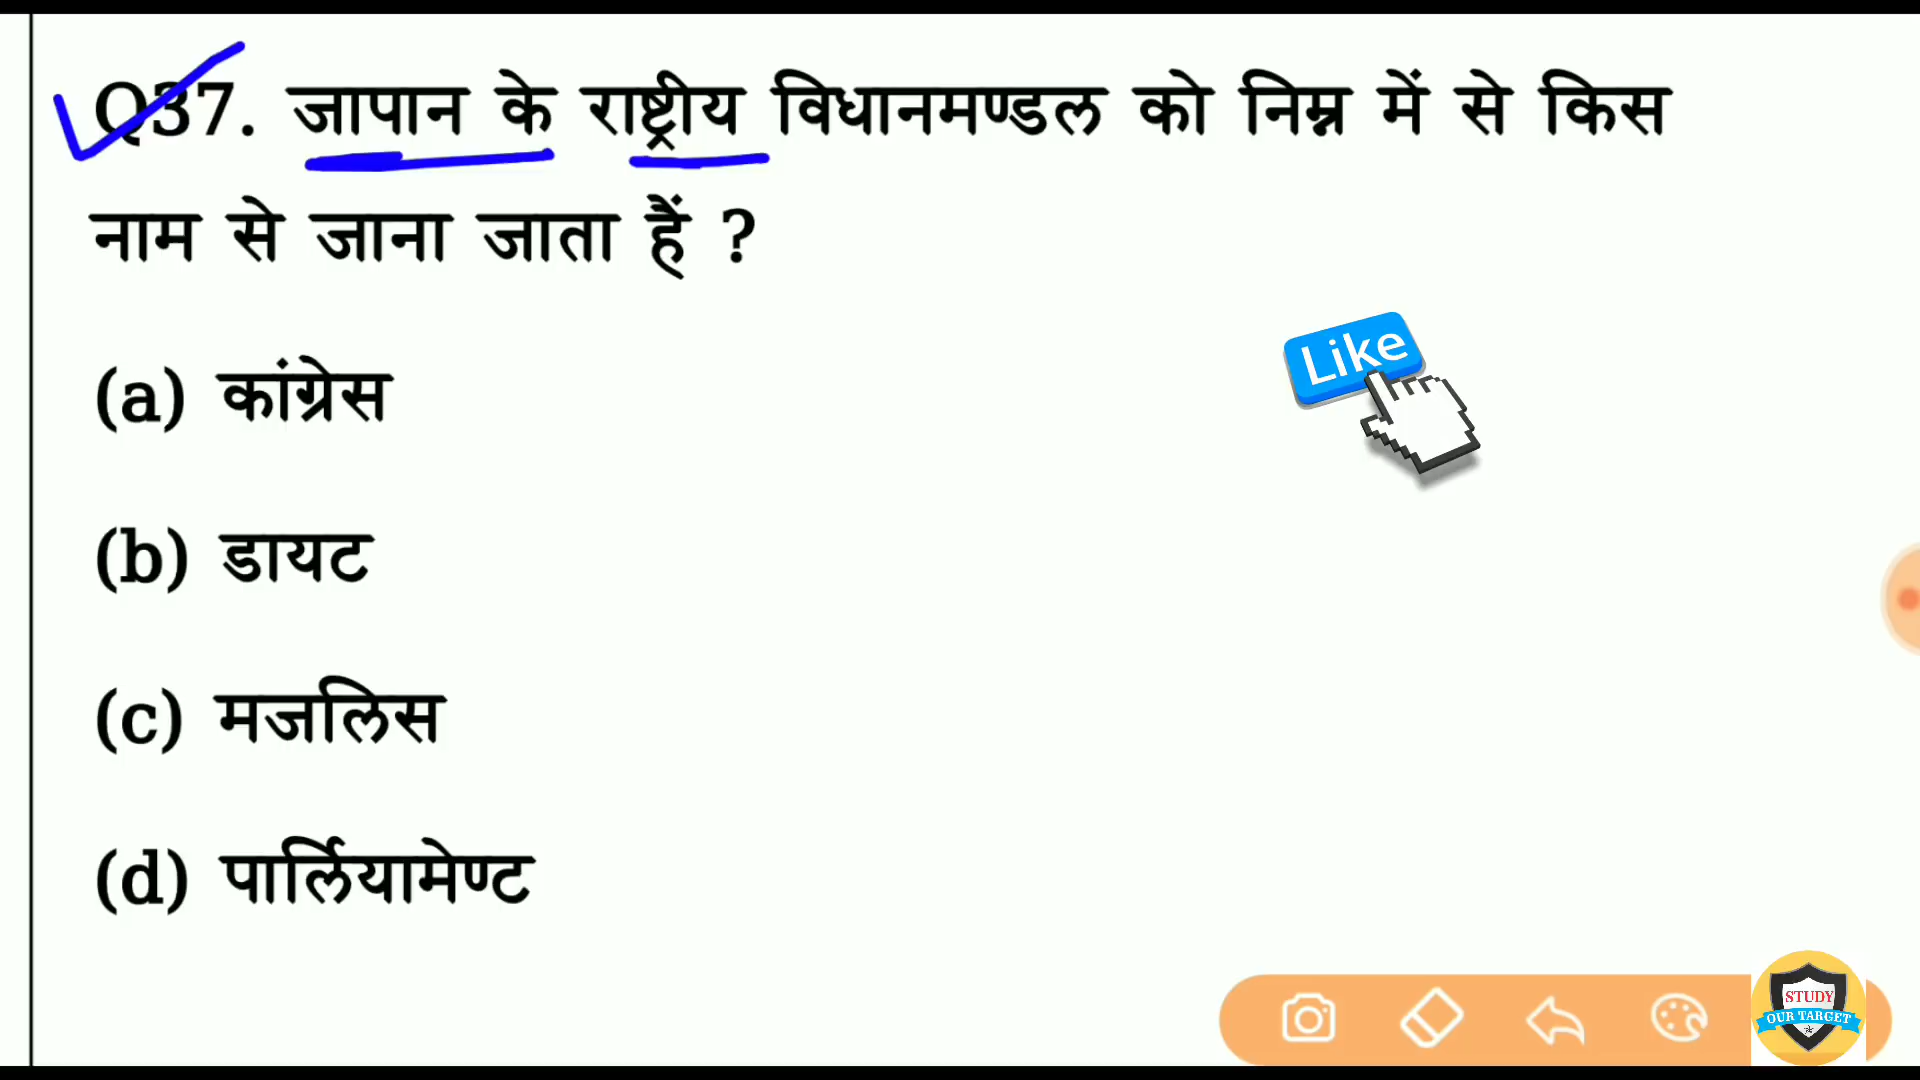 Q37. जापान के राष्ट्रीय विधानमण्डल को निम्न में से किस
नाम से जाना जाता हैं ?
(a) कांग्रेस
(b) डायट
(c) मजलिस
(d) पार्लियामेण्ट
Like
STUDY
OUR TARGET